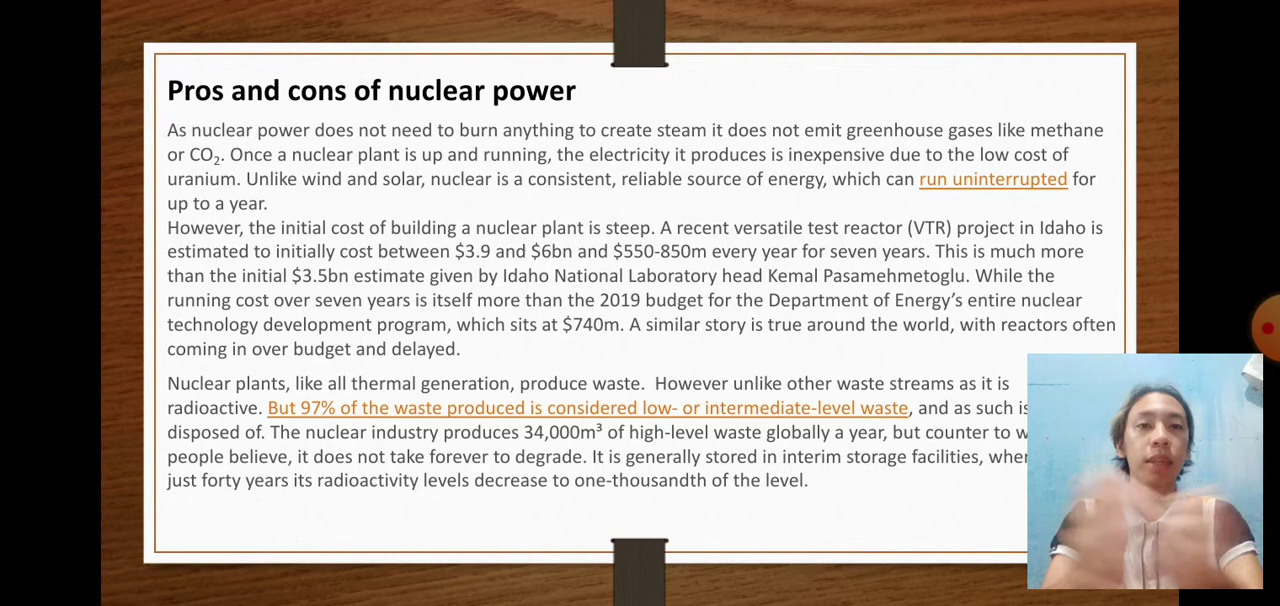 Pros and cons of nuclear power
As nuclear power does not need to burn anything to create steam it does not emit greenhouse gases like methane
or CO₂. Once a nuclear plant is up and running, the electricity it produces is inexpensive due to the low cost of
uranium. Unlike wind and solar, nuclear is a consistent, reliable source of energy, which can run uninterrupted for
up to a year.
However, the initial cost of building a nuclear plant is steep. A recent versatile test reactor (VTR) project in Idaho is
estimated to initially cost between $3.9 and $6bn and $550-850m every year for seven years. This is much more
than the initial $3.5bn estimate given by Idaho National Laboratory head Kemal Pasamehmetoglu. While the
running cost over seven years is itself more than the 2019 budget for the Department of Energy’s entire nuclear
technology development program, which sits at $740m. A similar story is true around the world, with reactors often
coming in over budget and delayed.
Nuclear plants, like all thermal generation, produce waste.  However unlike other waste streams as it is
radioactive. But 97% of the waste produced is considered low- or intermediate-level waste, and as such is
disposed of. The nuclear industry produces 34,000m³ of high-level waste globally a year, but counter to
people believe, it does not take forever to degrade. It is generally stored in interim storage facilities,
just forty years its radioactivity levels decrease to one-thousandth of the level.